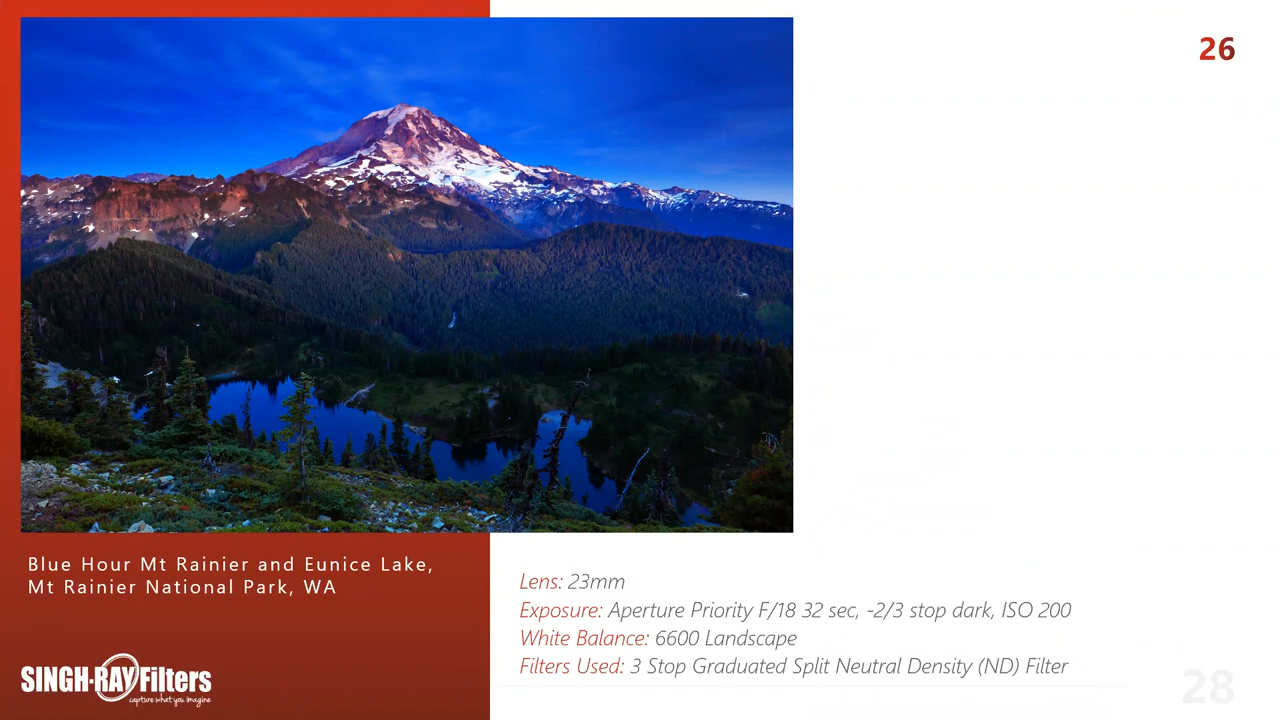 26
Blue Hour Mt Rainier and Eunice Lake,
Mt Rainier National Park, WA
Lens: 23mm
Exposure: Aperture Priority F/18 32 sec, -2/3 stop dark, ISO 200
White Balance: 6600 Landscape
Filters Used: 3 Stop Graduated Split Neutral Density (ND) Filter
SINGH-RAY Filters
capture what you imagine
28